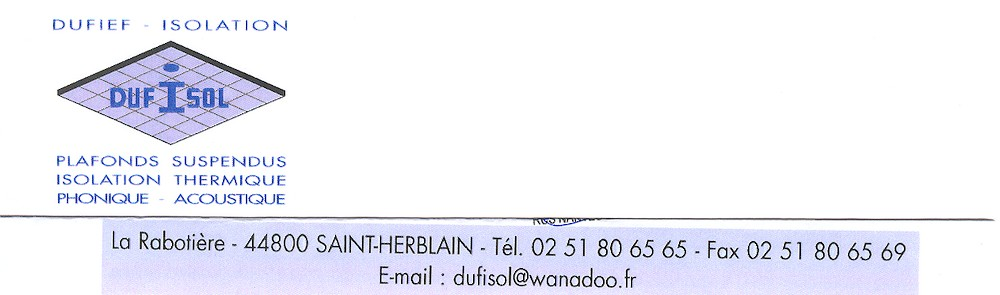 DUFIEF - ISOLATION
DUFISOL
PLAFONDS SUSPENDUS
ISOLATION THERMIQUE
PHONIQUE - ACOUSTIQUE
La Rabotière - 44800 SAINT-HERBLAIN - Tél. 02 51 80 65 65 - Fax 02 51 80 65 69
E-mail : dufisol@wanadoo.fr